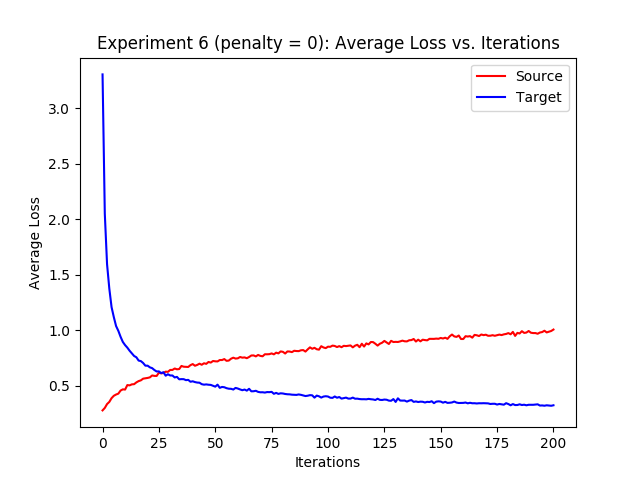 Experiment 6 (penalty = 0): Average Loss vs. Iterations
Source
Target
Average Loss
3.0
2.5
2.0
1.5
1.0
0.5
0 25 50 75 100 125 150 175 200
Iterations